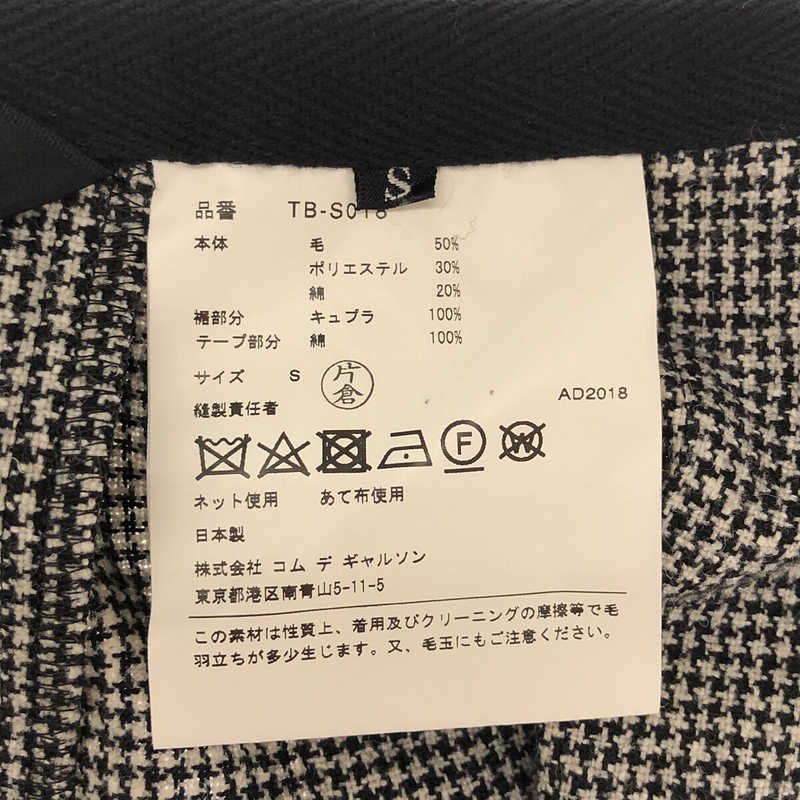 S
品番 TB-S018
本体 毛 50%
ポリエステル 30%
綿 20%
裾部分 キュプラ 100%
テープ部分 綿 100%
サイズ S 片倉
縫製責任者 AD2018
F W
ネット使用 あて布使用
日本製
株式会社 コム デ ギャルソン
東京都港区南青山5-11-5
この素材は性質上、着用及びクリーニングの摩擦等で毛
羽立ちが多少生じます。又、毛玉にもご注意ください。